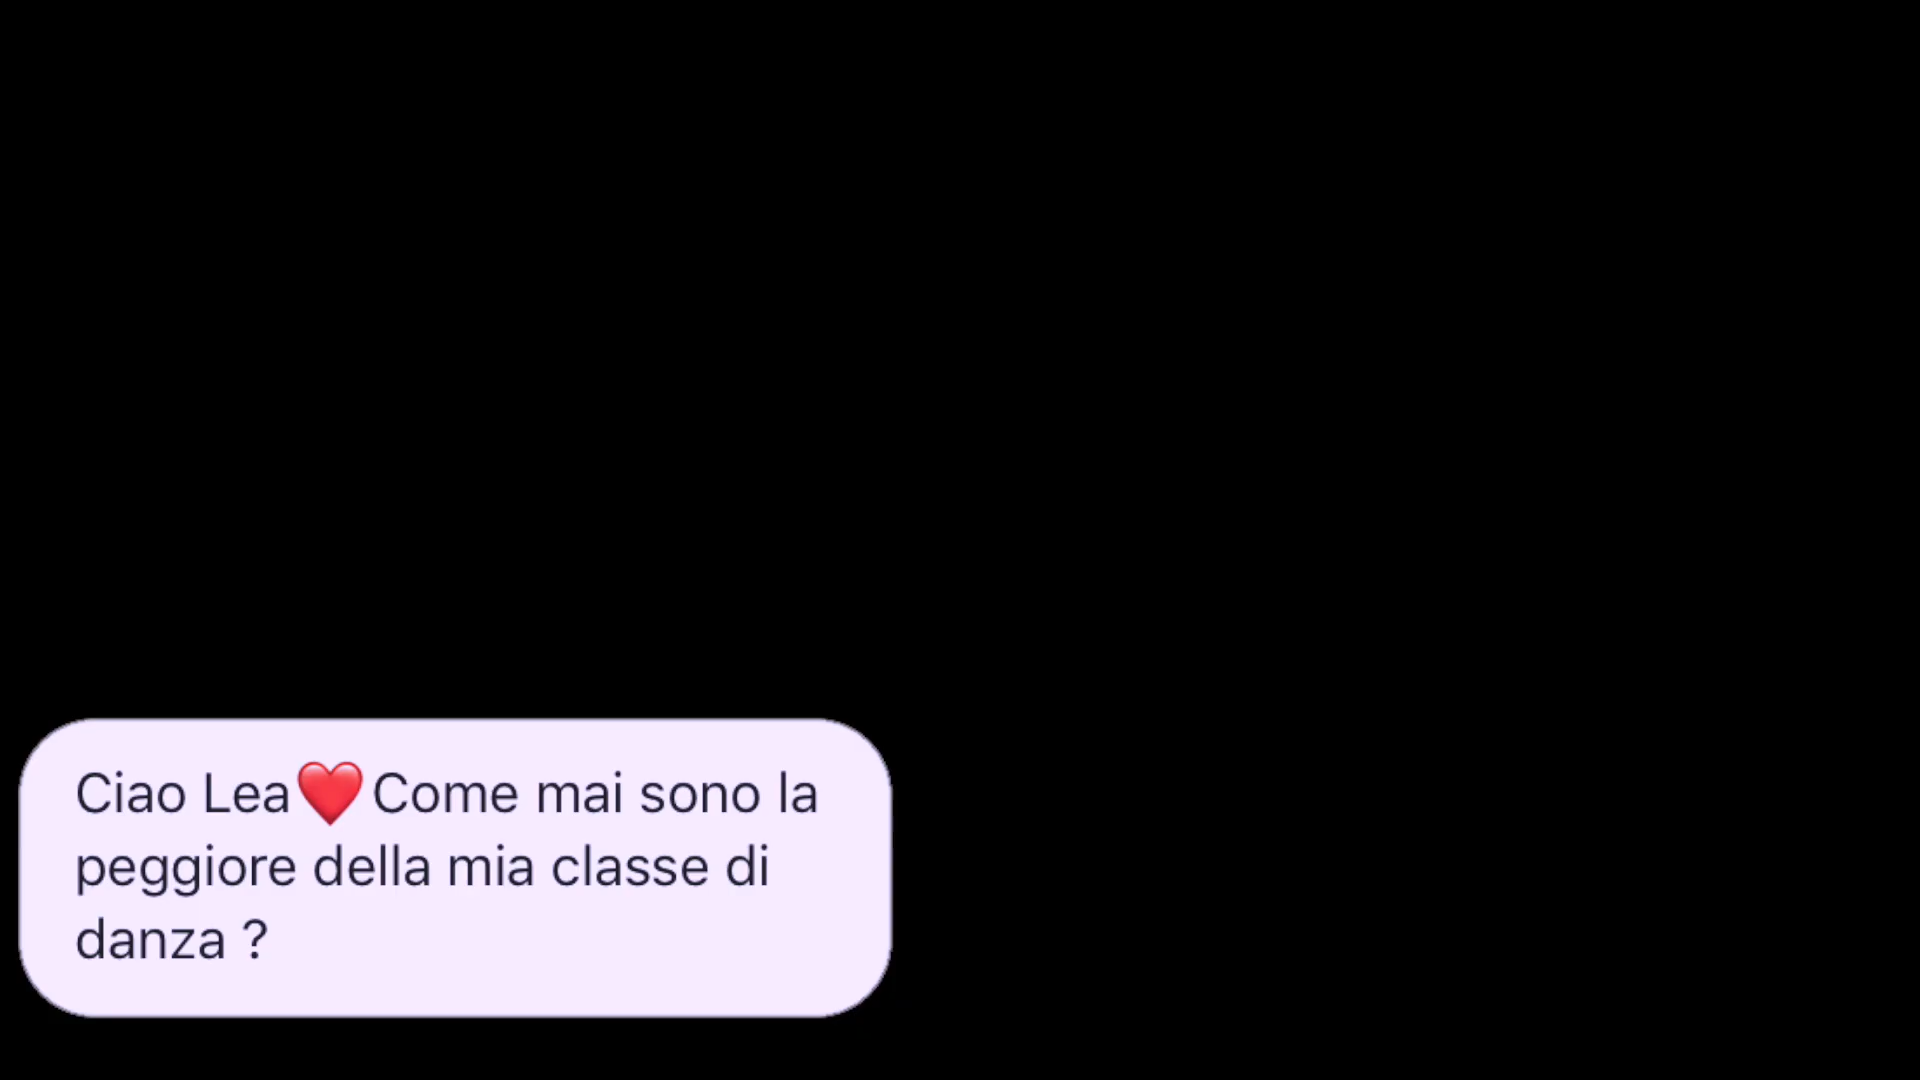 Ciao Lea❤️Come mai sono la
peggiore della mia classe di
danza ?